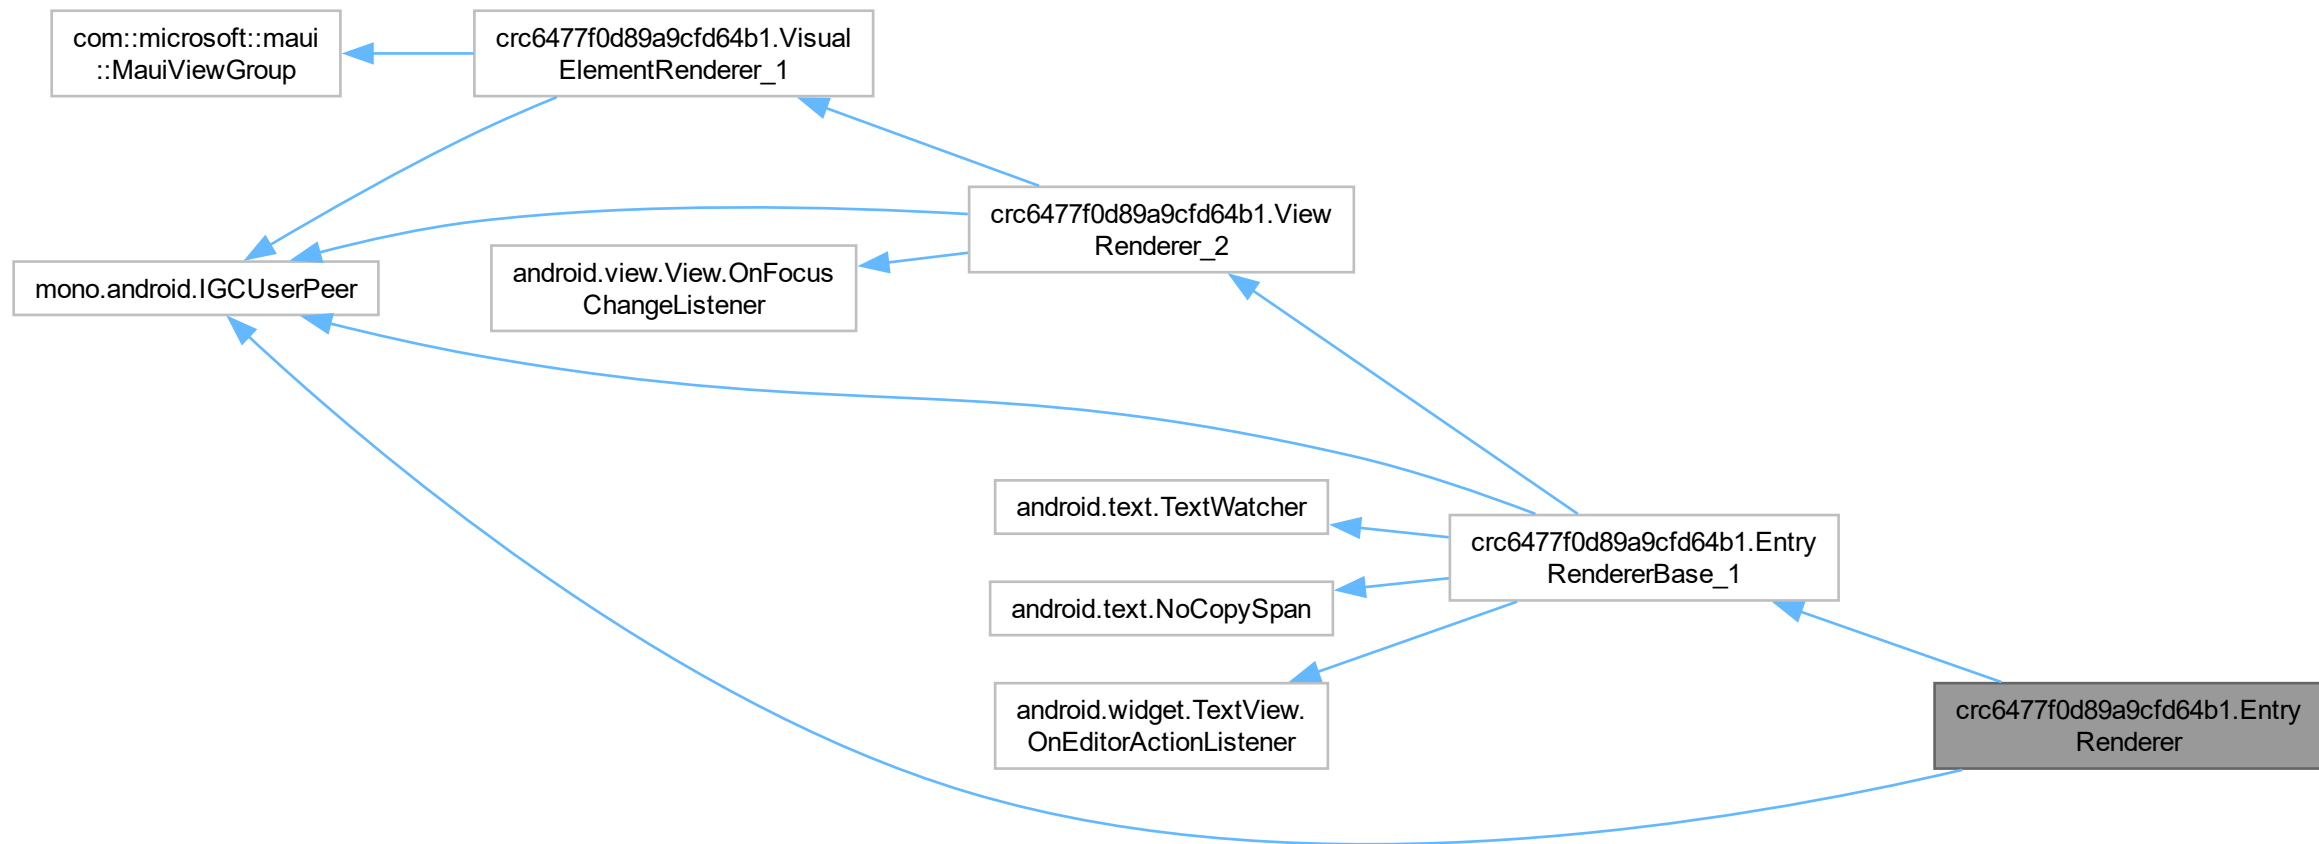 com::microsoft::maui
::MauiViewGroup
crc6477f0d89a9cfd64b1.Visual
ElementRenderer_1
crc6477f0d89a9cfd64b1.View
Renderer_2
android.view.View.OnFocus
ChangeListener
mono.android.IGCUserPeer
android.text.TextWatcher
crc6477f0d89a9cfd64b1.Entry
RendererBase_1
android.text.NoCopySpan
android.widget.TextView.
OnEditorActionListener
crc6477f0d89a9cfd64b1.Entry
Renderer